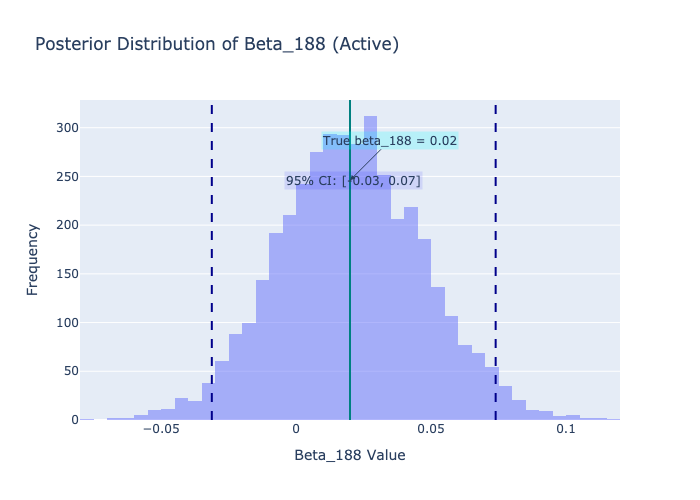 Posterior Distribution of Beta_188 (Active)
300
250
200
150
100
50
0
Frequency
True beta_188 = 0.02
95% CI: [-0.03, 0.07]
−0.05
0
0.05
0.1
Beta_188 Value